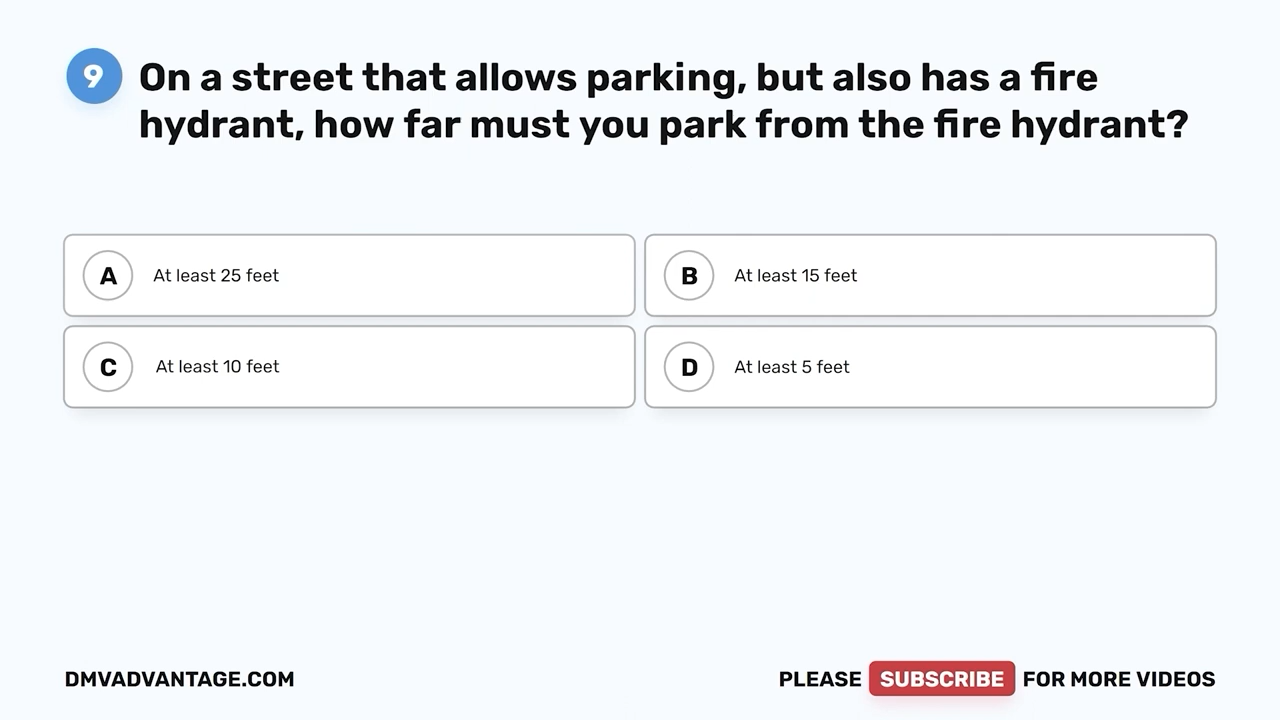 9 On a street that allows parking, but also has a fire
hydrant, how far must you park from the fire hydrant?
A At least 25 feet
B At least 15 feet
C At least 10 feet
D At least 5 feet
DMVADVANTAGE.COM
PLEASE SUBSCRIBE FOR MORE VIDEOS